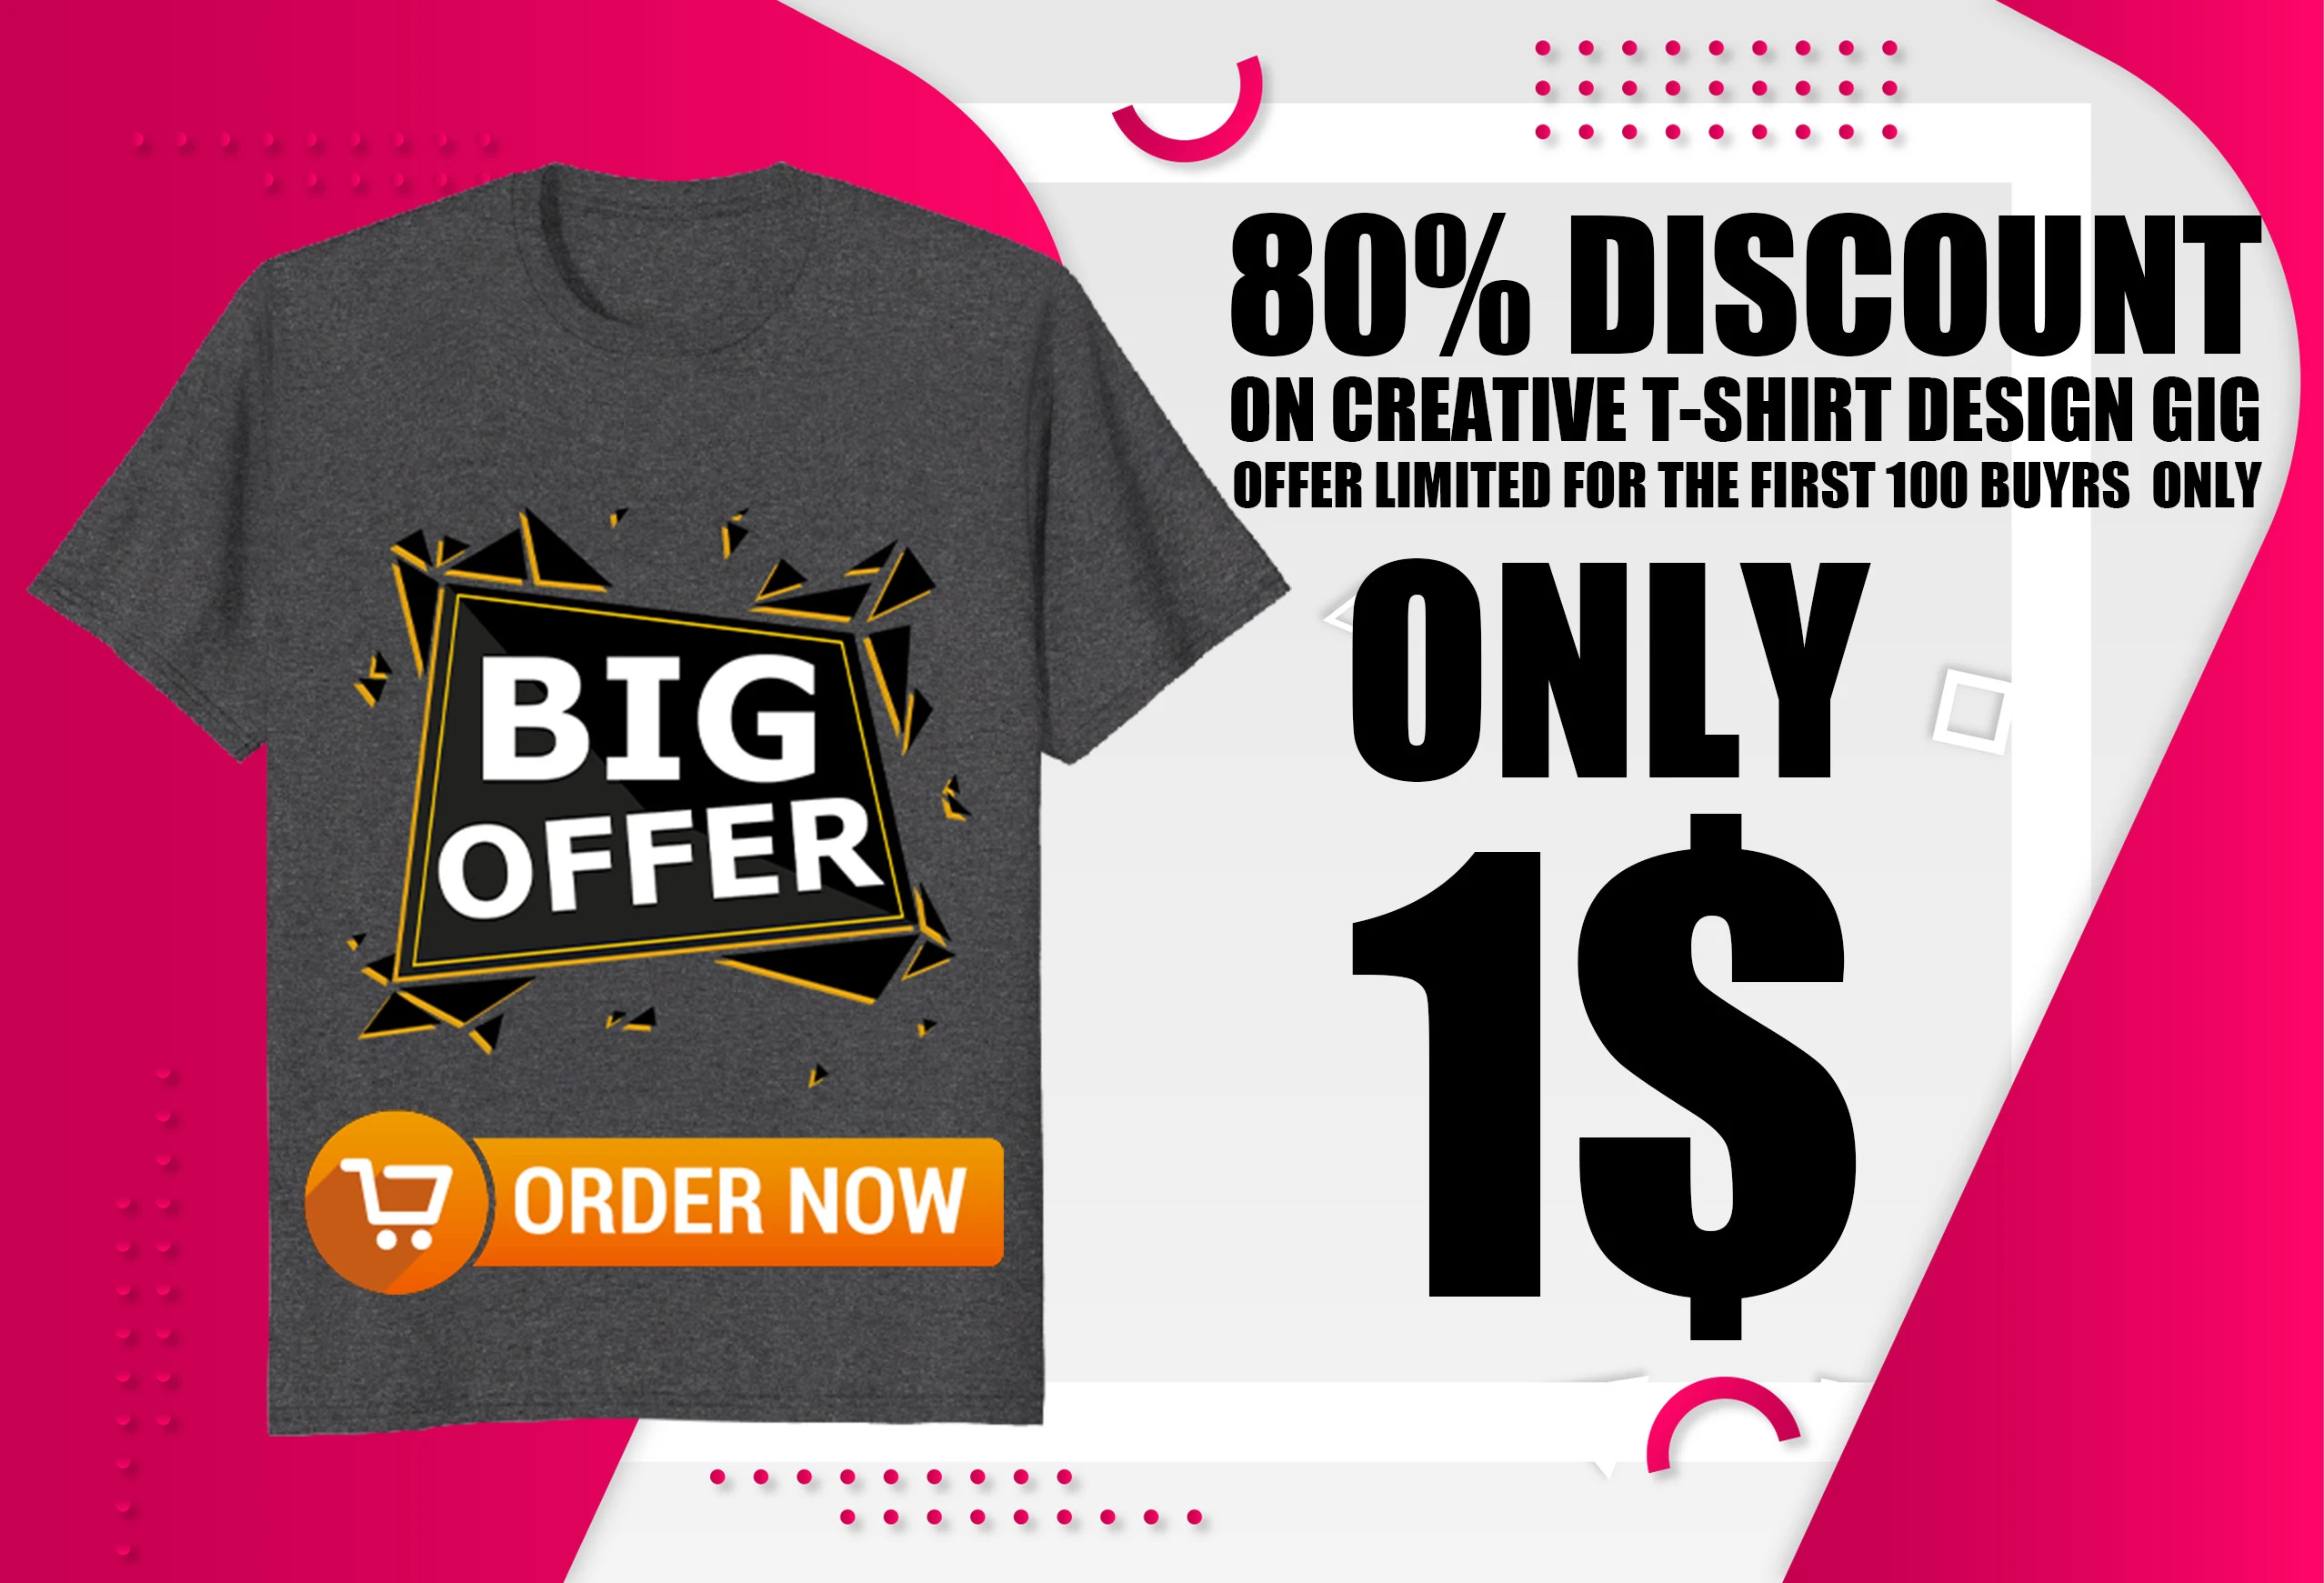 80% DISCOUNT
ON CREATIVE T-SHIRT DESIGN GIG
OFFER LIMITED FOR THE FIRST 100 BUYRS ONLY
ONLY
1$
BIG
OFFER
ORDER NOW